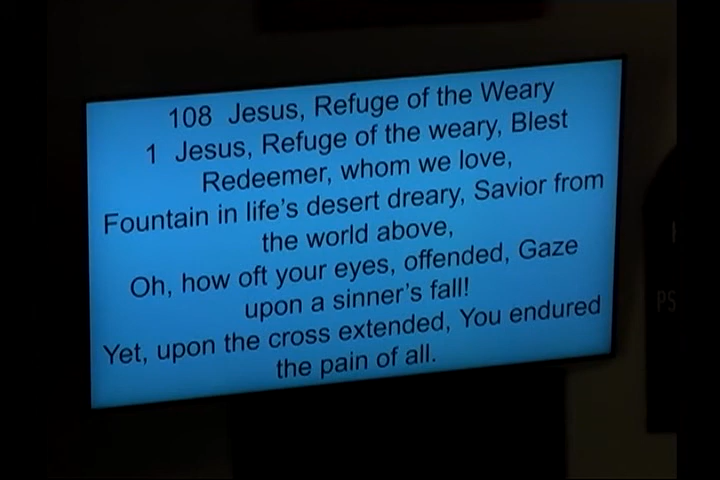 108 Jesus, Refuge of the Weary
1 Jesus, Refuge of the weary, Blest
Redeemer, whom we love,
Fountain in life's desert dreary, Savior from
the world above,
Oh, how oft your eyes, offended, Gaze
upon a sinner's fall!
Yet, upon the cross extended, You endured
the pain of all.
PS